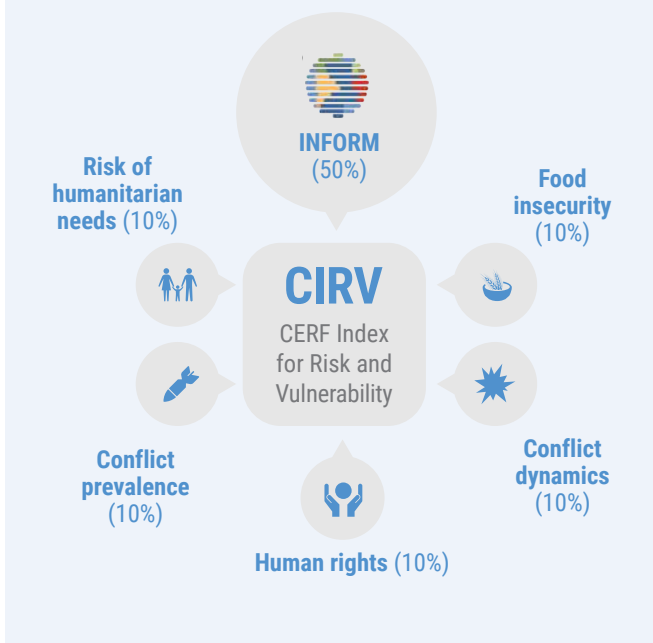 INFORM
(50%)
Risk of
humanitarian
needs (10%)
Food
insecurity
(10%)
CIRV
CERF Index
for Risk and
Vulnerability
Conflict
prevalence
(10%)
Conflict
dynamics
(10%)
Human rights (10%)